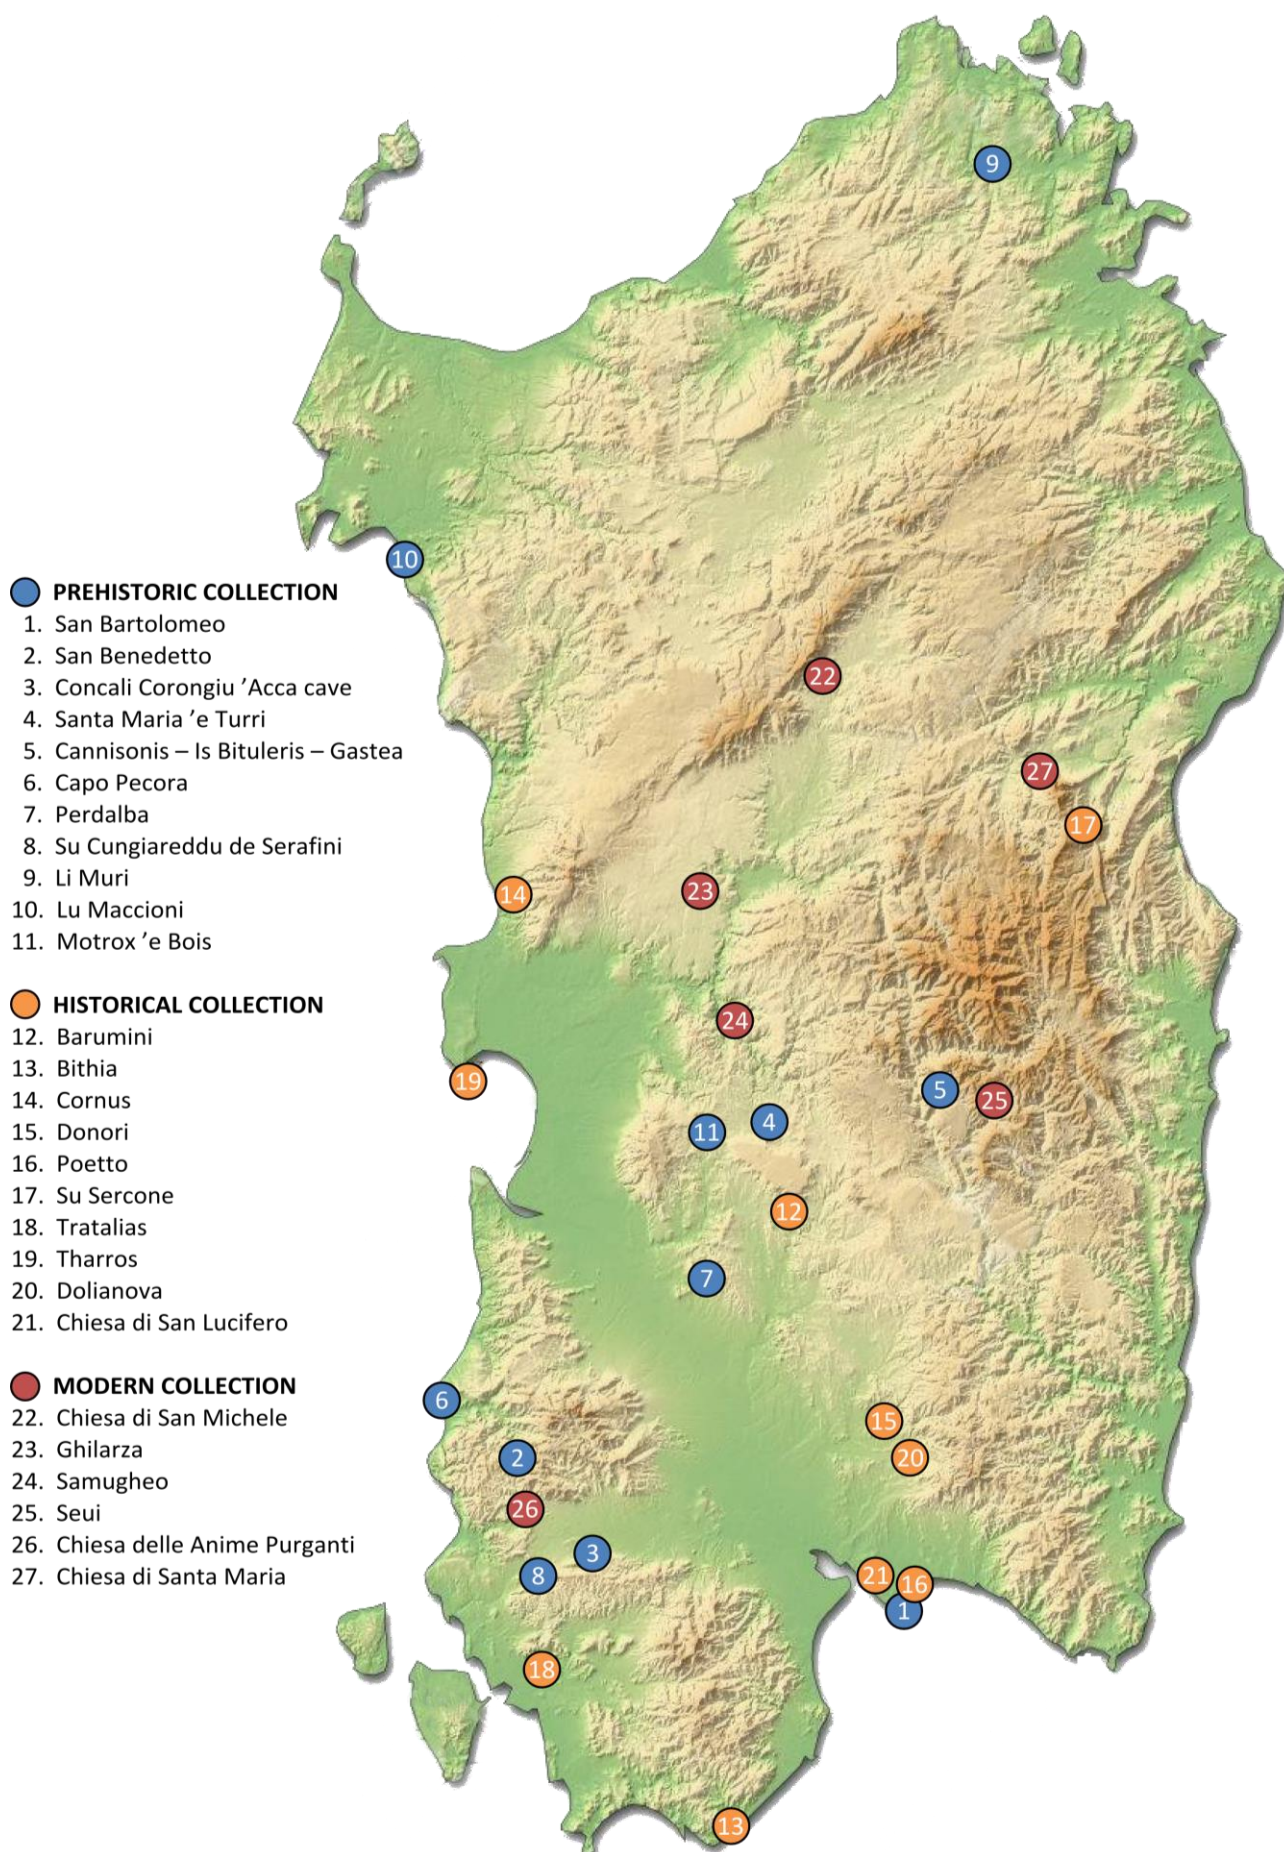 PREHISTORIC COLLECTION
1. San Bartolomeo
2. San Benedetto
3. Concali Corongiu ’Acca cave
4. Santa Maria ’e Turri
5. Cannisonis – Is Bituleris – Gastea
6. Capo Pecora
7. Perdalba
8. Su Cungiareddu de Serafini
9. Li Muri
10. Lu Maccioni
11. Motrox ’e Bois
HISTORICAL COLLECTION
12. Barumini
13. Bithia
14. Cornus
15. Donori
16. Poetto
17. Su Sercone
18. Tratalias
19. Tharros
20. Dolianova
21. Chiesa di San Lucifero
MODERN COLLECTION
22. Chiesa di San Michele
23. Ghilarza
24. Samugheo
25. Seui
26. Chiesa delle Anime Purganti
27. Chiesa di Santa Maria
9
10
22
27
17
14
23
24
19
5
25
4
11
12
7
6
15
2
20
26
3
8
21
16
1
18
13